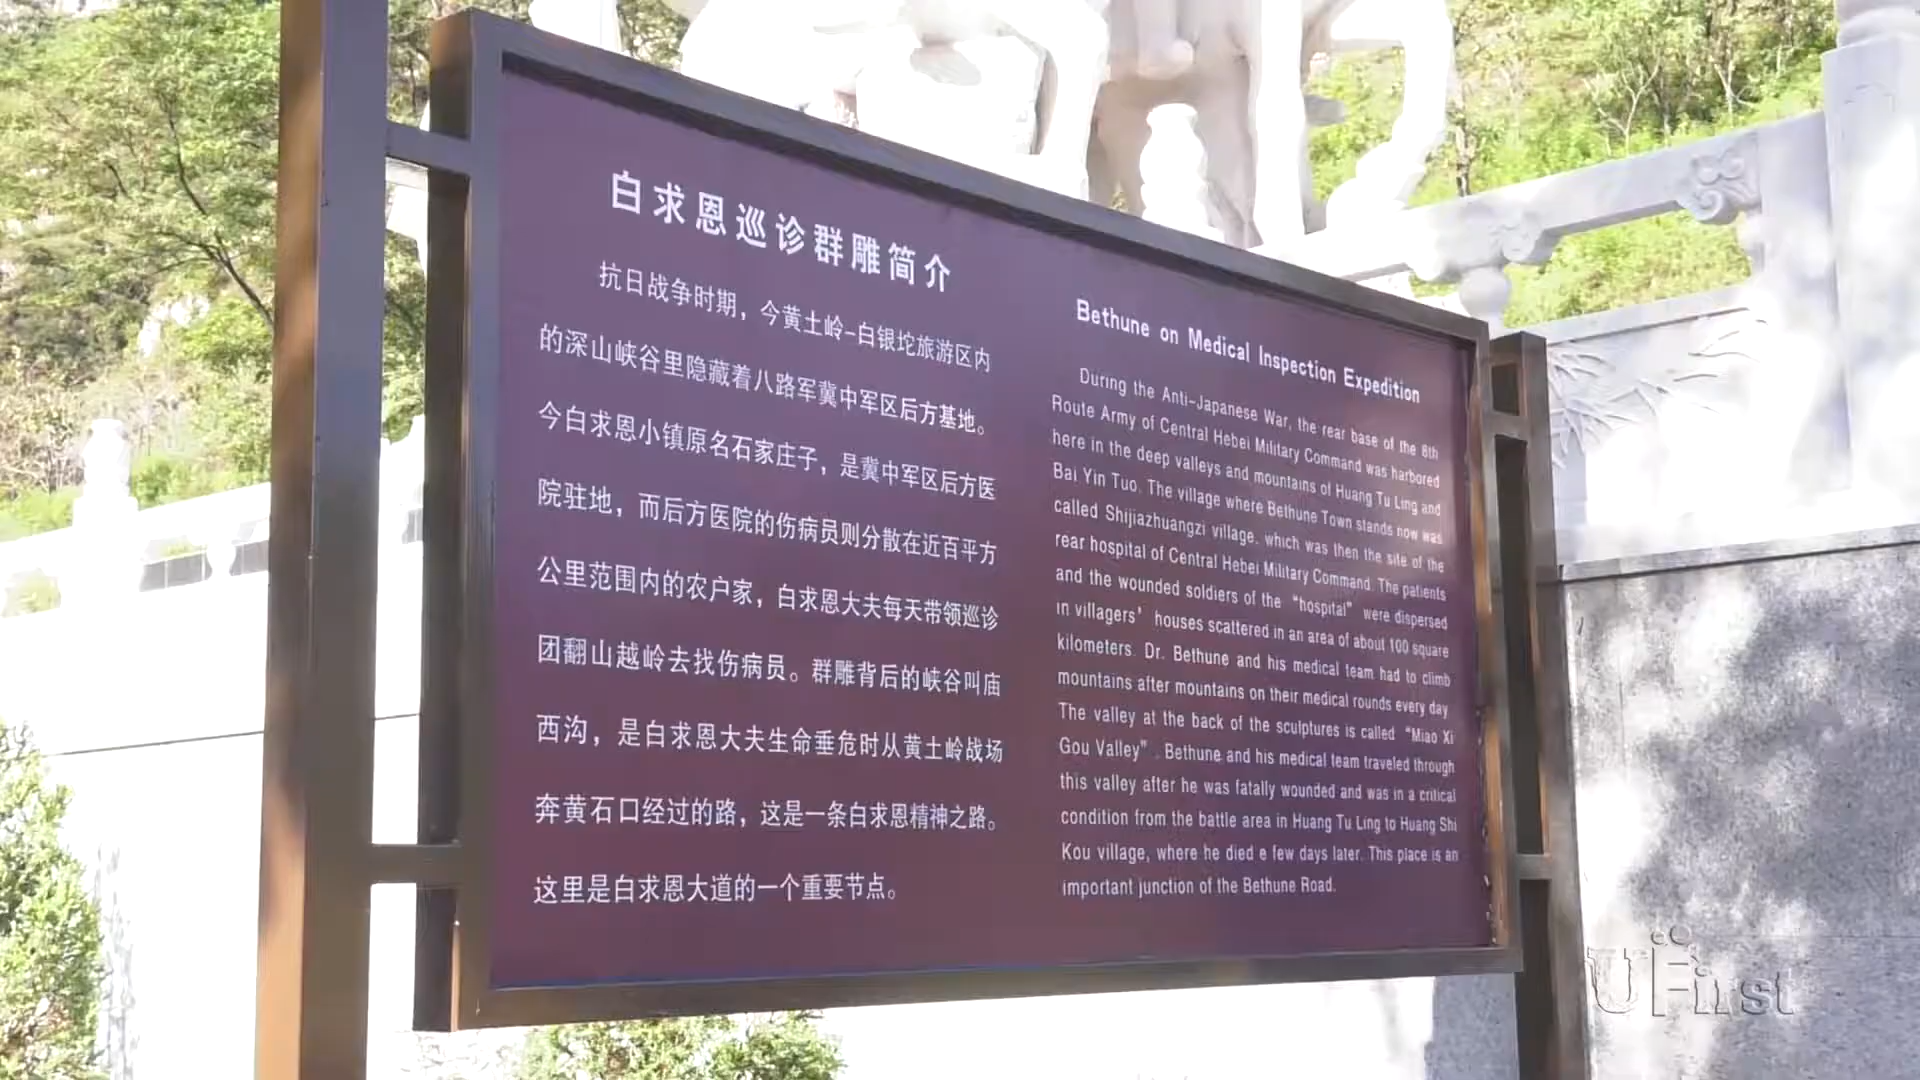 白求恩巡诊群雕简介
抗日战争时期，今黄土岭-白银坨旅游区内
的深山峡谷里隐藏着八路军冀中军区后方基地。
今白求恩小镇原名石家庄子，是冀中军区后方医
院驻地，而后方医院的伤病员则分散在近百平方
公里范围内的农户家，白求恩大夫每天带领巡诊
团翻山越岭去找伤病员。群雕背后的峡谷叫庙
西沟，是白求恩大夫生命垂危时从黄土岭战场
奔黄石口经过的路，这是一条白求恩精神之路。
这里是白求恩大道的一个重要节点。
Bethune on Medical Inspection Expedition
During the Anti-Japanese War, the rear base of the 8th
Route Army of Central Hebei Military Command was harbored
here in the deep valleys and mountains of Huang Tu Ling and
Bai Yin Tuo. The village where Bethune Town stands now was
called Shijiazhuangzi village. which was then the site of the
rear hospital of Central Hebei Military Command. The patients
and the wounded soldiers of the “hospital” were dispersed
in villagers’ houses scattered in an area of about 100 square
kilometers. Dr. Bethune and his medical team had to climb
mountains after mountains on their medical rounds every day
The valley at the back of the sculptures is called “Miao Xi
Gou Valley”. Bethune and his medical team traveled through
this valley after he was fatally wounded and was in a critical
condition from the battle area in Huang Tu Ling to Huang Shi
Kou village, where he died e few days later. This place is an
important junction of the Bethune Road.
UFirst